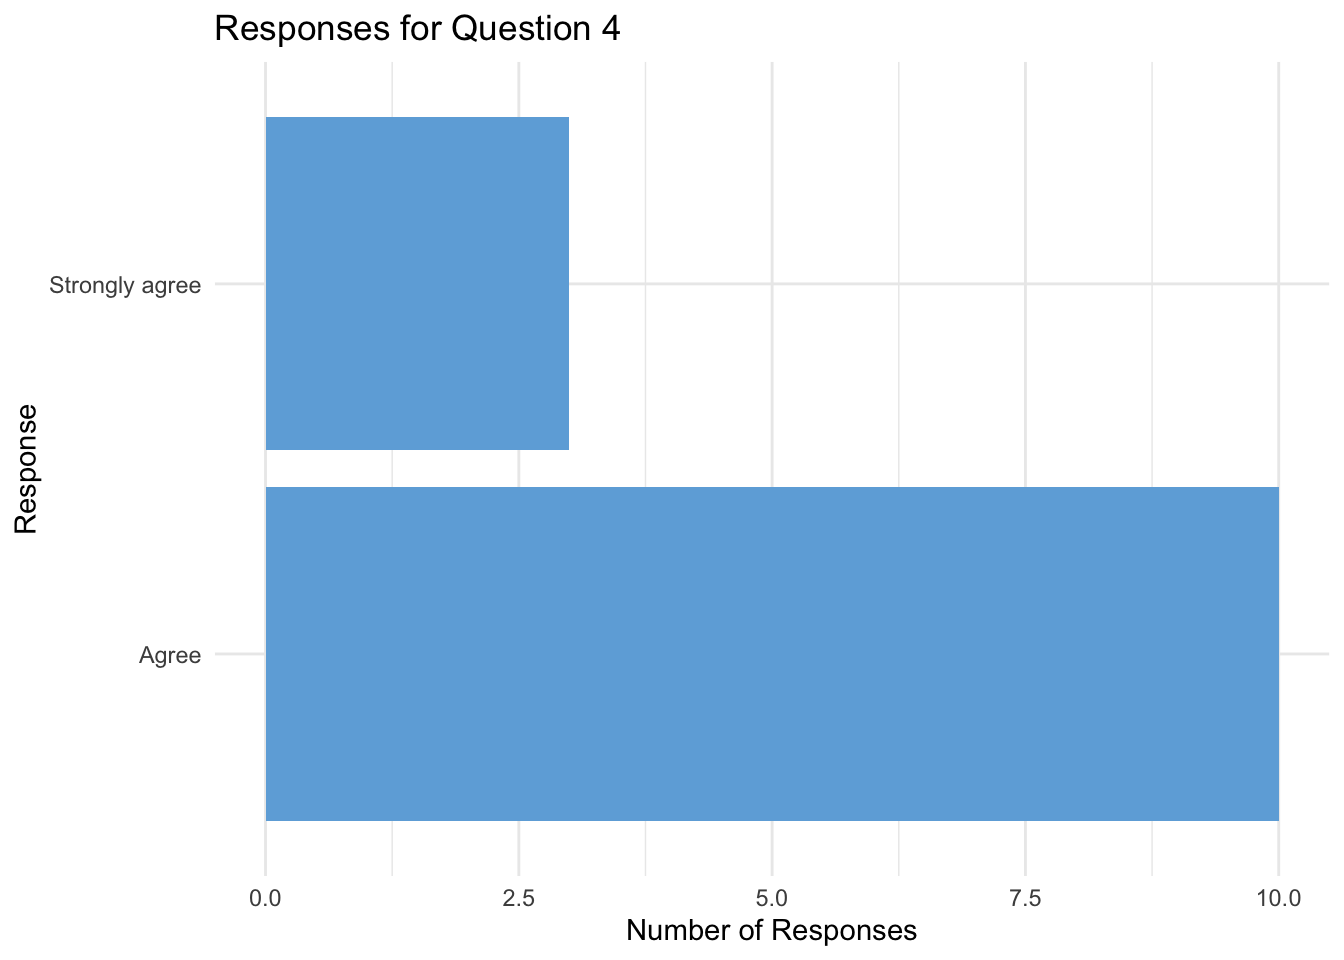 Responses for Question 4
Strongly agree
Response
Agree
0.0 2.5 5.0 7.5 10.0
Number of Responses